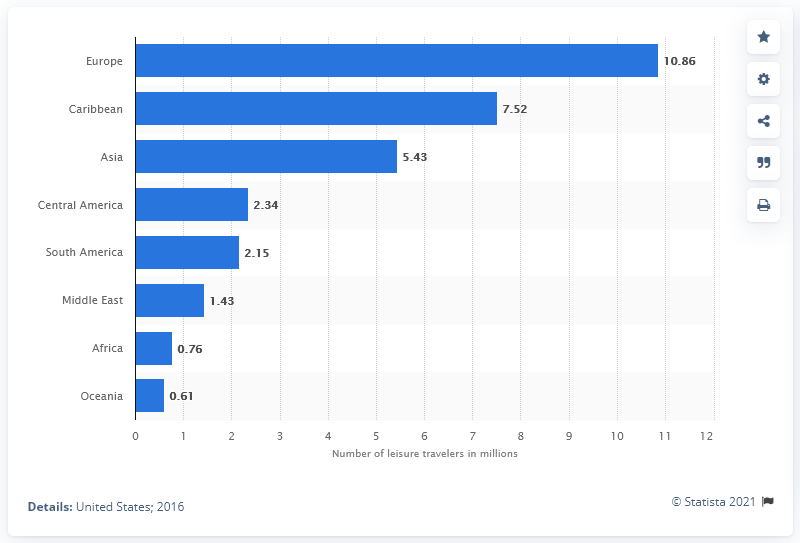 Europe 10.86
Caribbean 7.52
Asia 5.43
Central America 2.34
South America 2.15
Middle East 1.43
Africa 0.76
Oceania 0.61
0 1 2 3 4 5 6 7 8 9 10 11 12
Number of leisure travelers in millions
Details: United States; 2016
© Statista 2021